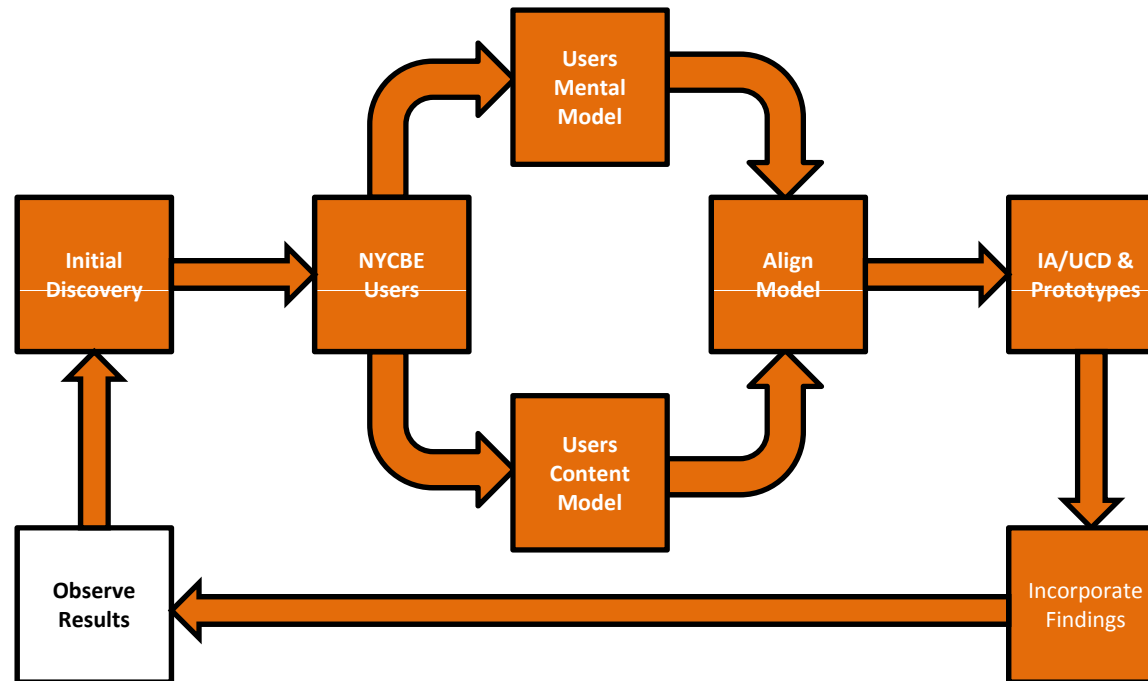 Users
Mental
Model
Initial
Discovery
NYCBE
Users
Align
Model
IA/UCD &
Prototypes
Users
Content
Model
Observe
Results
Incorporate
Findings